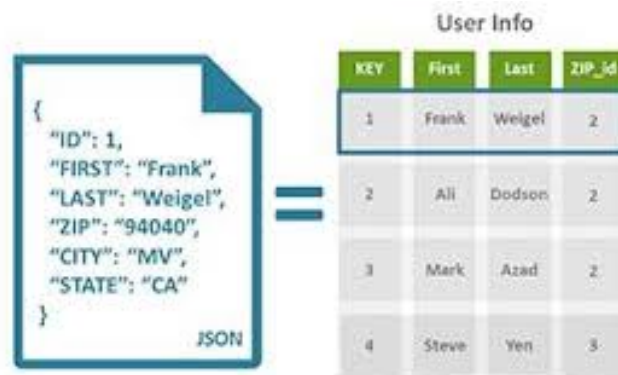 {
"ID": 1,
"FIRST": "Frank",
"LAST": "Weigel",
"ZIP": "94040",
"CITY": "MV",
"STATE": "CA"
}
JSON
=
User Info
KEY First Last ZIP_id
1 Frank Weigel 2
2 Ali Dodson 2
3 Mark Azad 2
4 Steve Yen 3